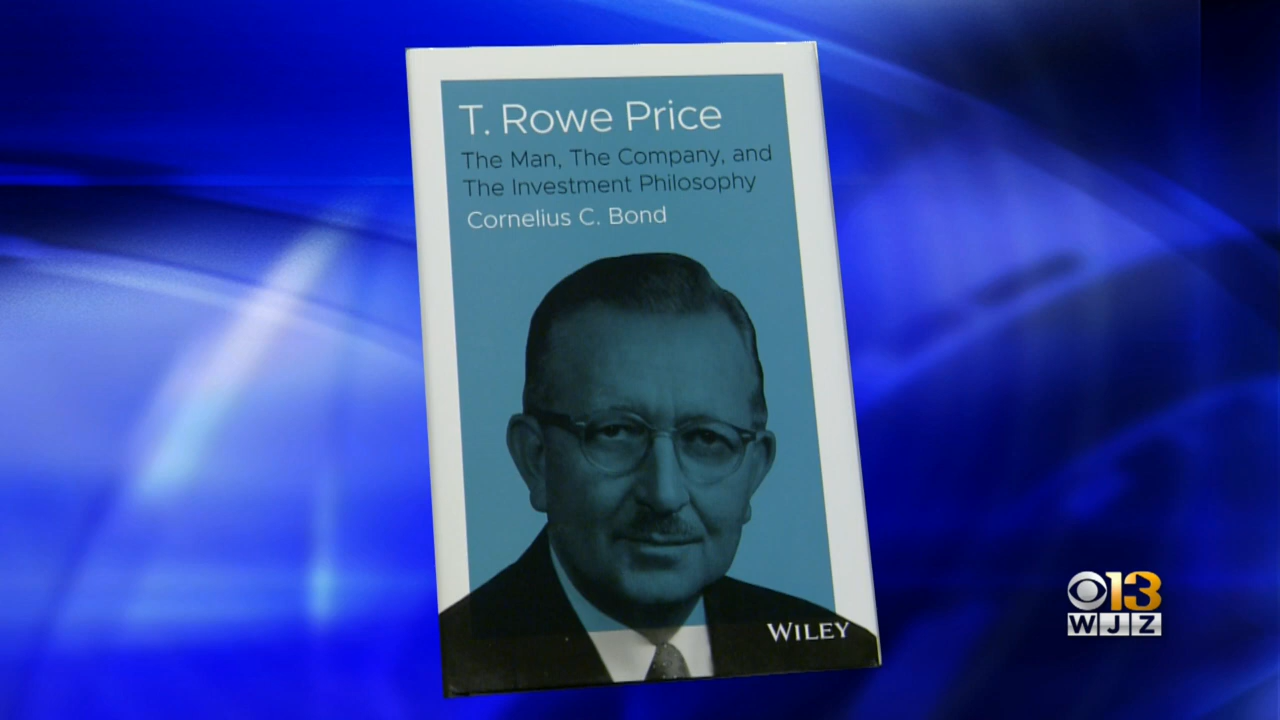 T. Rowe Price
The Man, The Company, and
The Investment Philosophy
Cornelius C. Bond
WILEY
13
WJZ